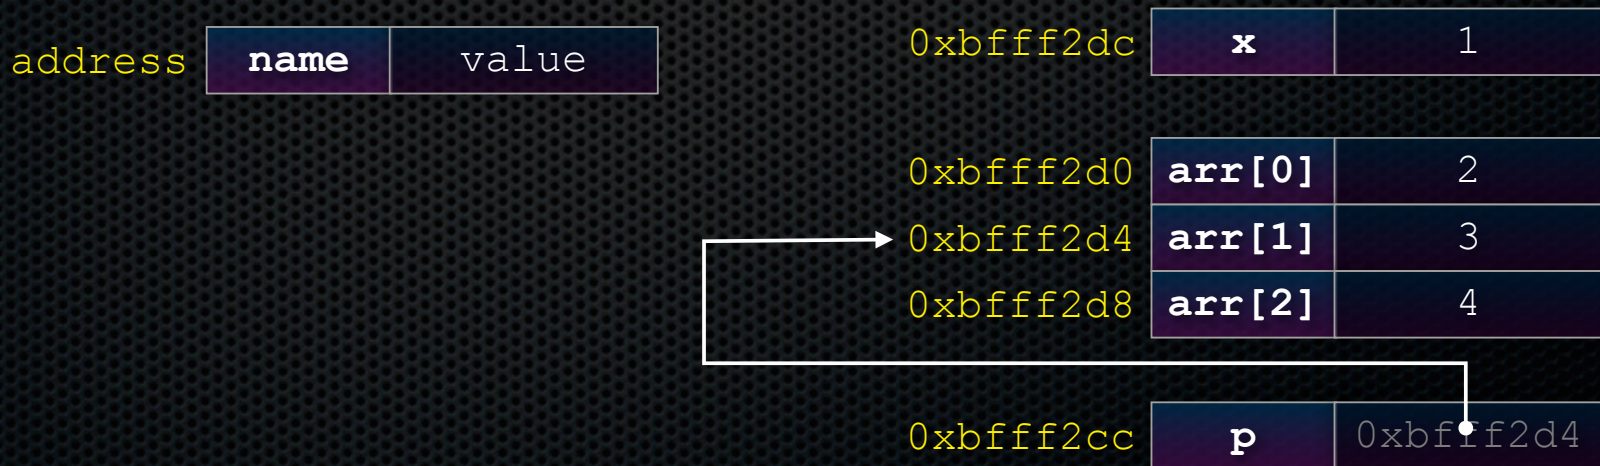 address name value
0xbfff2dc x 1
0xbfff2d0 arr[0] 2
0xbfff2d4 arr[1] 3
0xbfff2d8 arr[2] 4
0xbfff2cc p 0xbfff2d4